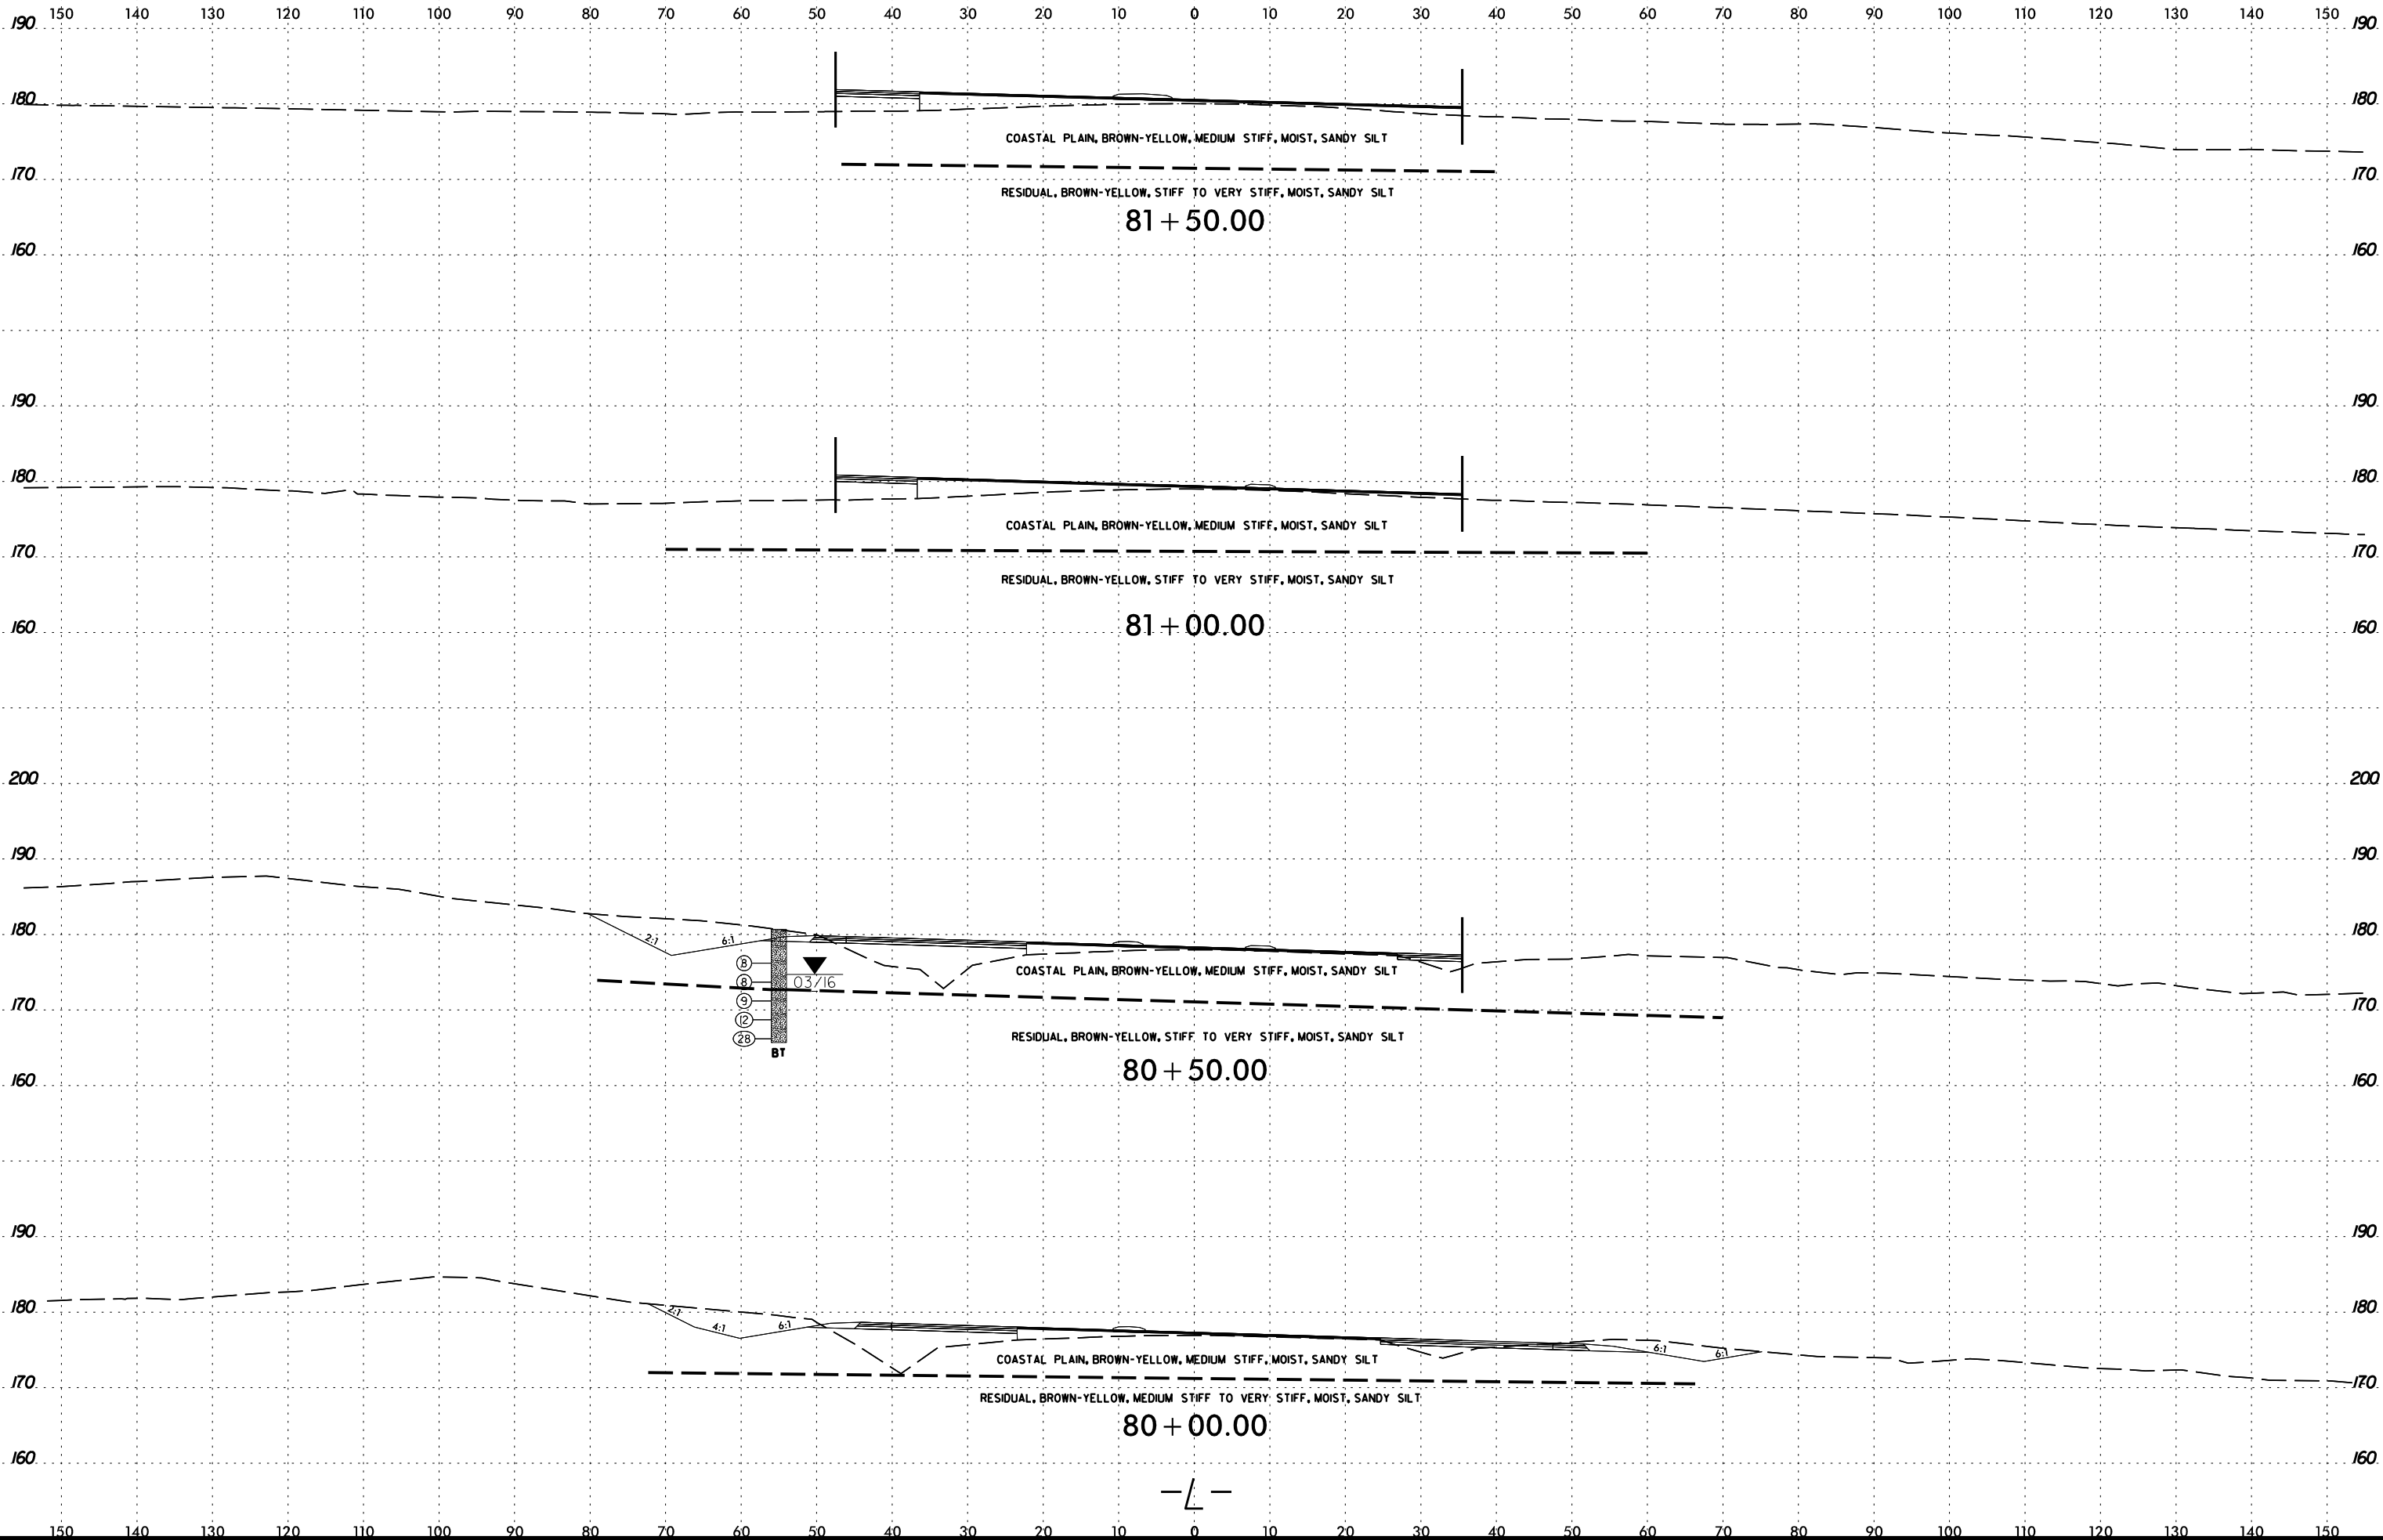 150 140 130 120 110 100 90 80 70 60 50 40 30 20 10 0 10 20 30 40 50 60 70 80 90 100 110 120 130 140 150
190 190
180 180
COASTAL PLAIN, BROWN-YELLOW, MEDIUM STIFF, MOIST, SANDY SILT
170 170
RESIDUAL, BROWN-YELLOW, STIFF TO VERY STIFF, MOIST, SANDY SILT
81+50.00
160 160
190 190
180 180
COASTAL PLAIN, BROWN-YELLOW, MEDIUM STIFF, MOIST, SANDY SILT
170 170
RESIDUAL, BROWN-YELLOW, STIFF TO VERY STIFF, MOIST, SANDY SILT
81+00.00
160 160
200 200
190 190
180 180
2:1 6:1
8
COASTAL PLAIN, BROWN-YELLOW, MEDIUM STIFF, MOIST, SANDY SILT
8 03/16
9
170 170
12
RESIDUAL, BROWN-YELLOW, STIFF TO VERY STIFF, MOIST, SANDY SILT
28
BT
80+50.00
160 160
190 190
180 180
2:1
4:1 6:1
6:1 6:1
COASTAL PLAIN, BROWN-YELLOW, MEDIUM STIFF, MOIST, SANDY SILT
170 170
RESIDUAL, BROWN-YELLOW, MEDIUM STIFF TO VERY STIFF, MOIST, SANDY SILT
80+00.00
160 160
-L-
150 140 130 120 110 100 90 80 70 60 50 40 30 20 10 0 10 20 30 40 50 60 70 80 90 100 110 120 130 140 150